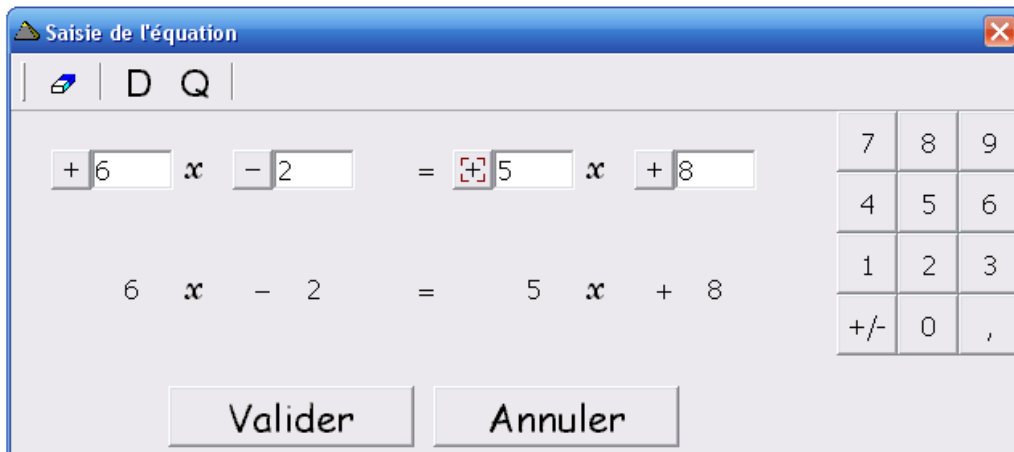 Saisie de l'équation
D Q
+ 6 x - 2 = + 5 x + 8
6 x - 2 = 5 x + 8
7 8 9
4 5 6
1 2 3
+/- 0 ,
Valider Annuler